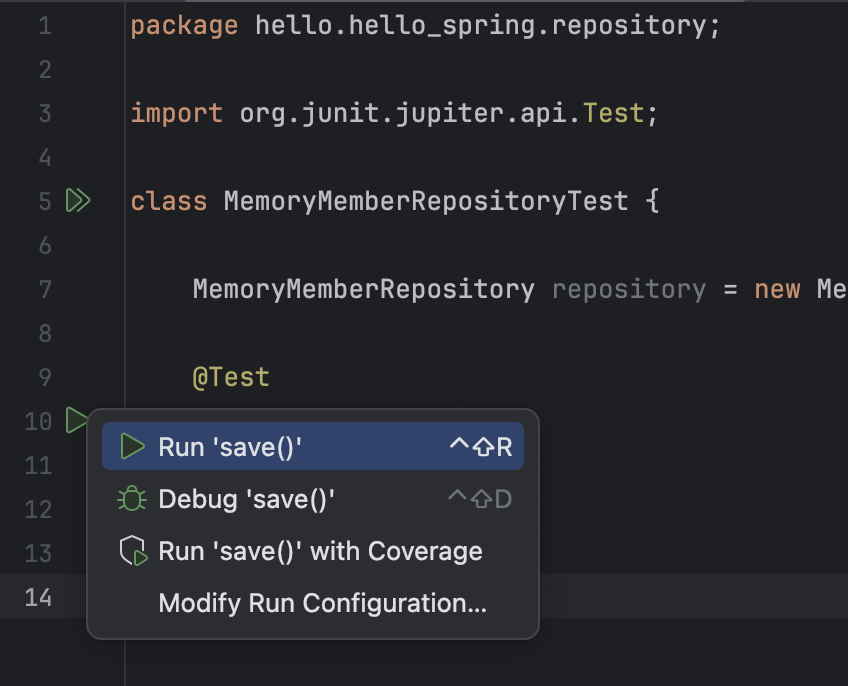 1 package hello.hello_spring.repository;
2
3 import org.junit.jupiter.api.Test;
4
5 class MemoryMemberRepositoryTest {
6
7 MemoryMemberRepository repository = new Me
8
9 @Test
10
Run 'save()' ⌃⇧R
11
Debug 'save()' ⌃⇧D
12
13 Run 'save()' with Coverage
14 Modify Run Configuration...